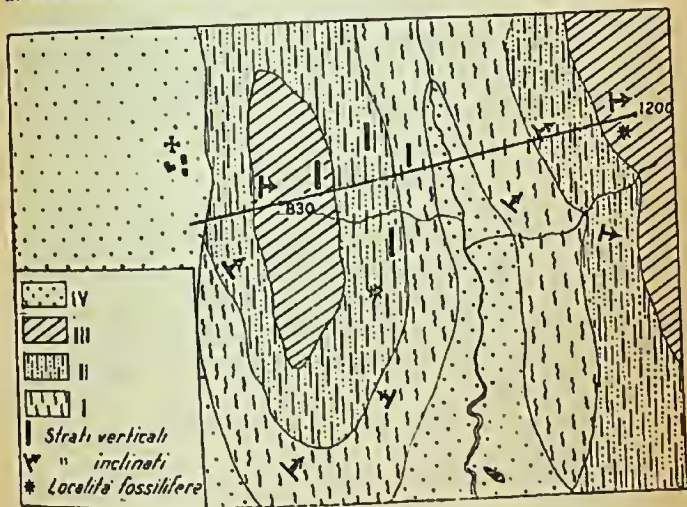 1200
830
IV
III
II
I
Strati verticali
" inclinati
Località fossilifere